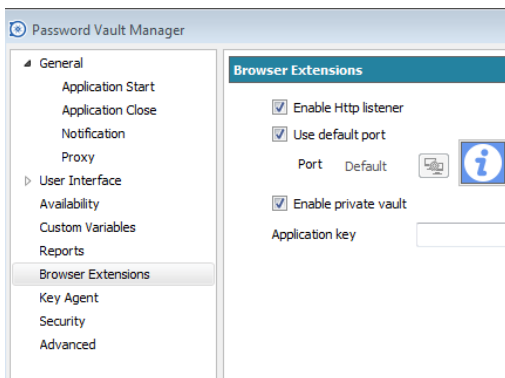 Password Vault Manager
General
Application Start
Application Close
Notification
Proxy
User Interface
Availability
Custom Variables
Reports
Browser Extensions
Key Agent
Security
Advanced
Browser Extensions
Enable Http listener
Use default port
Port Default
Enable private vault
Application key